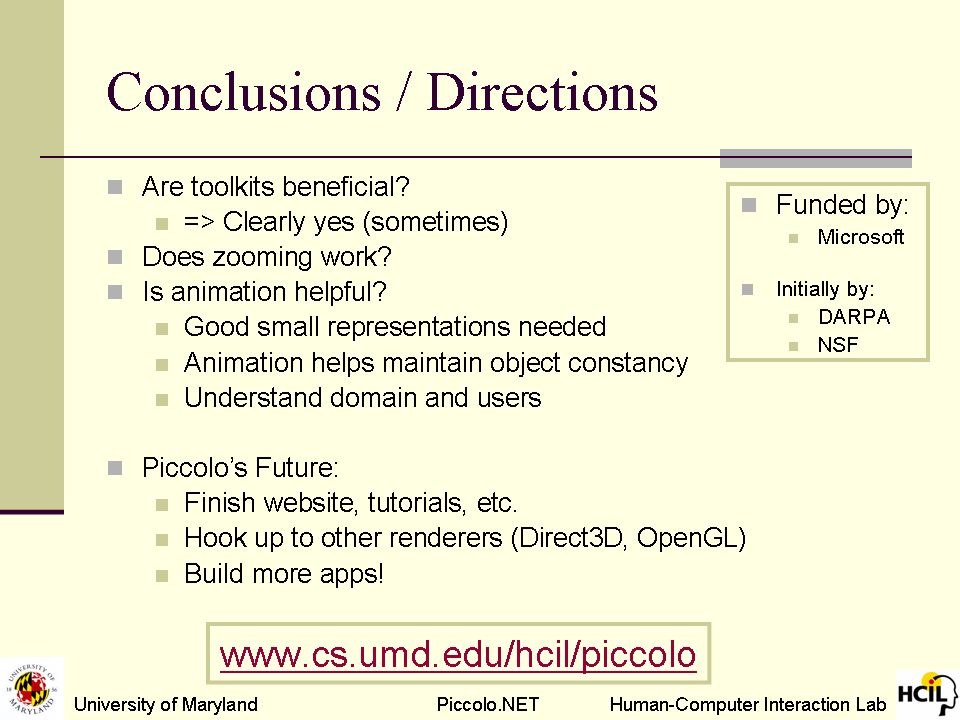 Conclusions / Directions
Are toolkits beneficial?
=> Clearly yes (sometimes)
Does zooming work?
Is animation helpful?
Good small representations needed
Animation helps maintain object constancy
Understand domain and users
Piccolo's Future:
Finish website, tutorials, etc.
Hook up to other renderers (Direct3D, OpenGL)
Build more apps!
Funded by:
Microsoft
Initially by:
DARPA
NSF
www.cs.umd.edu/hcil/piccolo
UNIVERSITY OF
18 56
MARYLAND
University of Maryland
Piccolo.NET
Human-Computer Interaction Lab
HCIL